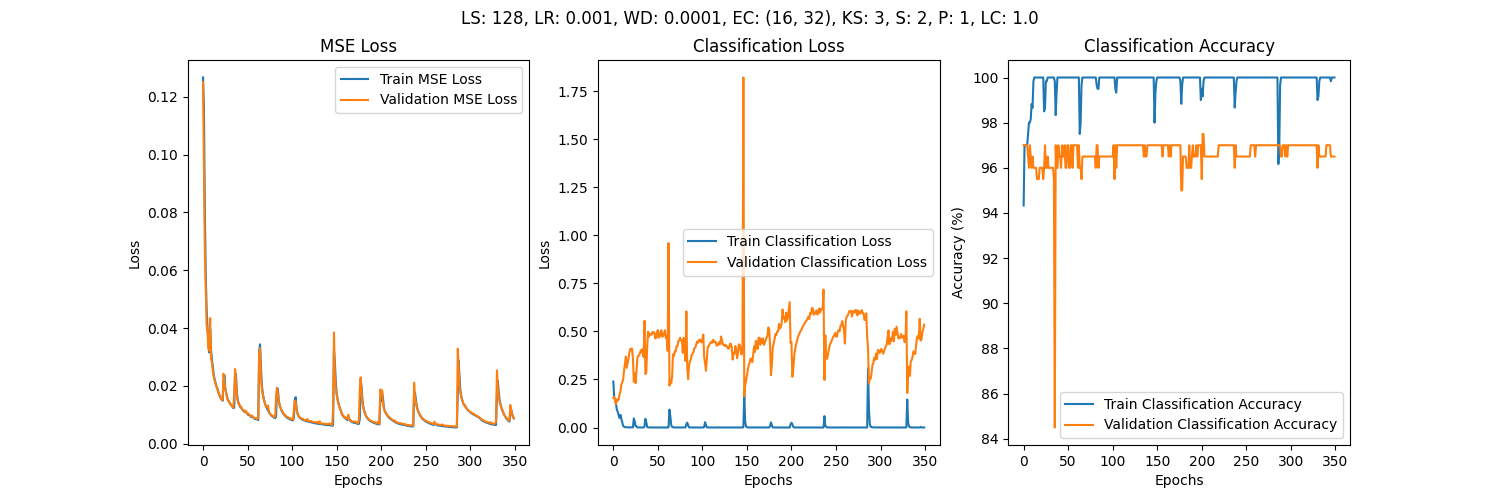 LS: 128, LR: 0.001, WD: 0.0001, EC: (16, 32), KS: 3, S: 2, P: 1, LC: 1.0
MSE Loss
Train MSE Loss
Validation MSE Loss
0.12
0.10
0.08
0.06
0.04
0.02
0.00
Loss
0 50 100 150 200 250 300 350
Epochs
Classification Loss
Train Classification Loss
Validation Classification Loss
1.75
1.50
1.25
1.00
0.75
0.50
0.25
0.00
Loss
0 50 100 150 200 250 300 350
Epochs
Classification Accuracy
Train Classification Accuracy
Validation Classification Accuracy
100
98
96
94
92
90
88
86
84
Accuracy (%)
0 50 100 150 200 250 300 350
Epochs